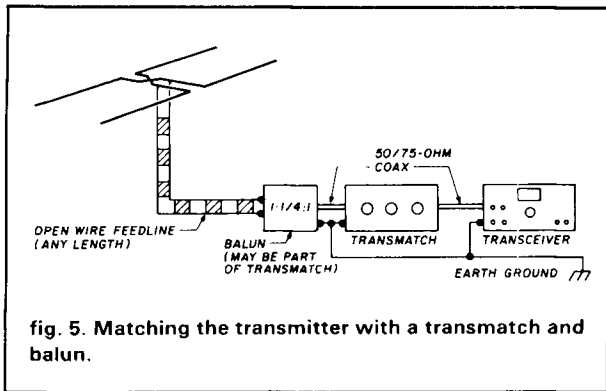 50/75-OHM
COAX
1:1/4:1
OPEN WIRE FEEDLINE
(ANY LENGTH)
BALUN
(MAY BE PART
OF TRANSMATCH)
TRANSMATCH
TRANSCEIVER
EARTH GROUND
fig. 5. Matching the transmitter with a transmatch and
balun.